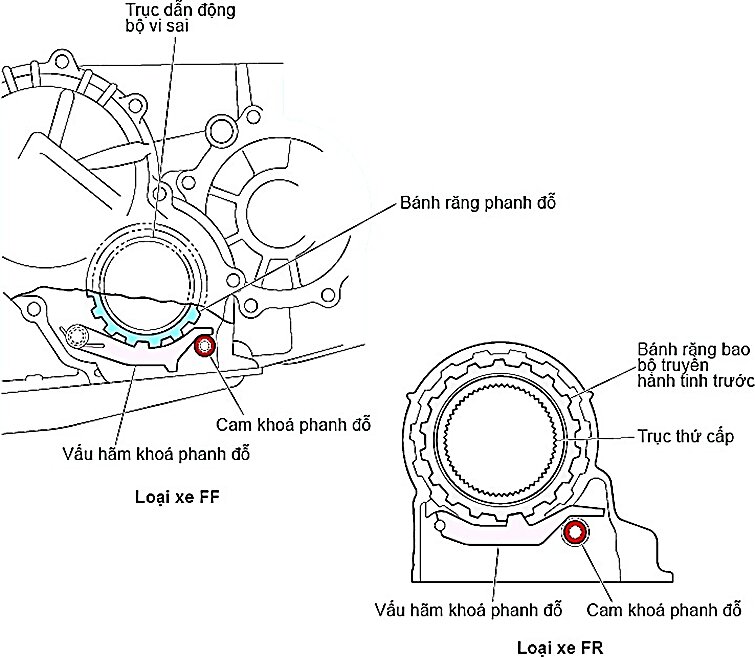 Trục dẫn động
bộ vi sai
Bánh răng phanh đỗ
Cam khoá phanh đỗ
Vấu hãm khoá phanh đỗ
Loại xe FF
Bánh răng bao
bộ truyền
hành tinh trước
Trục thứ cấp
Vấu hãm khoá phanh đỗ
Cam khoá phanh đỗ
Loại xe FR